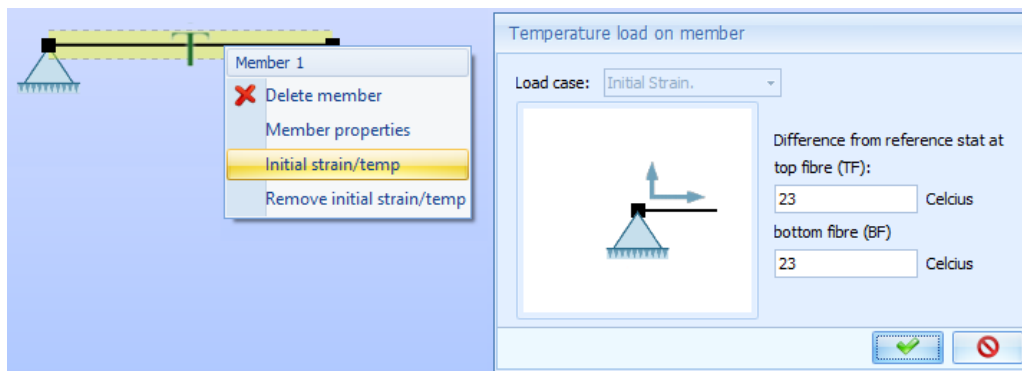 Member 1
Delete member
Member properties
Initial strain/temp
Remove initial strain/temp
Temperature load on member
Load case: Initial Strain.
Difference from reference stat at
top fibre (TF):
23 Celcius
bottom fibre (BF)
23 Celcius